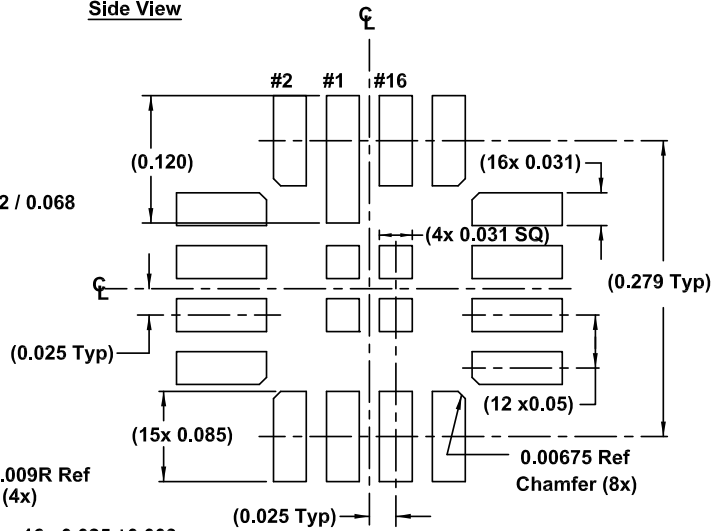 Side View
℄
#2 #1 #16
(0.120)
(16x 0.031)
2 / 0.068
(4x 0.031 SQ)
℄
(0.279 Typ)
(0.025 Typ)
(12 x0.05)
(15x 0.085)
.009R Ref
(4x)
0.00675 Ref
Chamfer (8x)
(0.025 Typ)